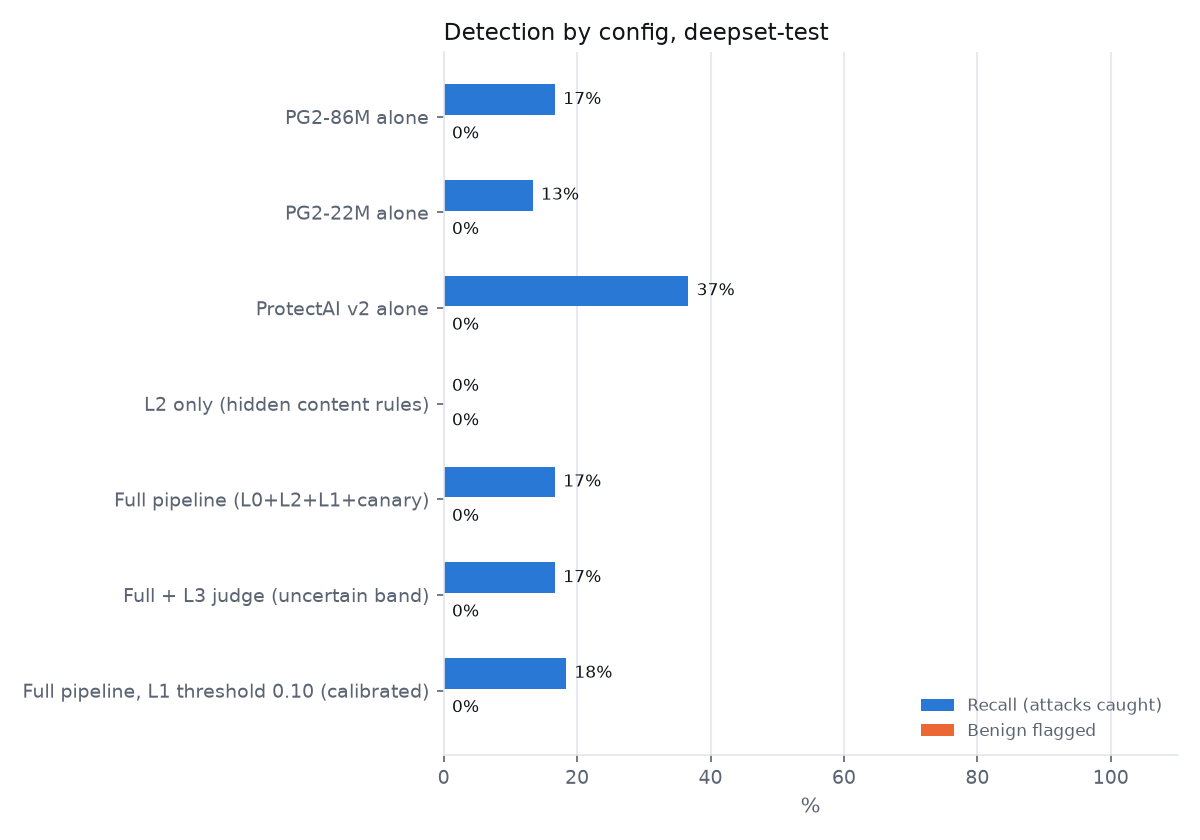 Detection by config, deepset-test
PG2-86M alone
17%
0%
PG2-22M alone
13%
0%
ProtectAI v2 alone
37%
0%
L2 only (hidden content rules)
0%
0%
Full pipeline (L0+L2+L1+canary)
17%
0%
Full + L3 judge (uncertain band)
17%
0%
Full pipeline, L1 threshold 0.10 (calibrated)
18%
0%
Recall (attacks caught)
Benign flagged
0 20 40 60 80 100
%